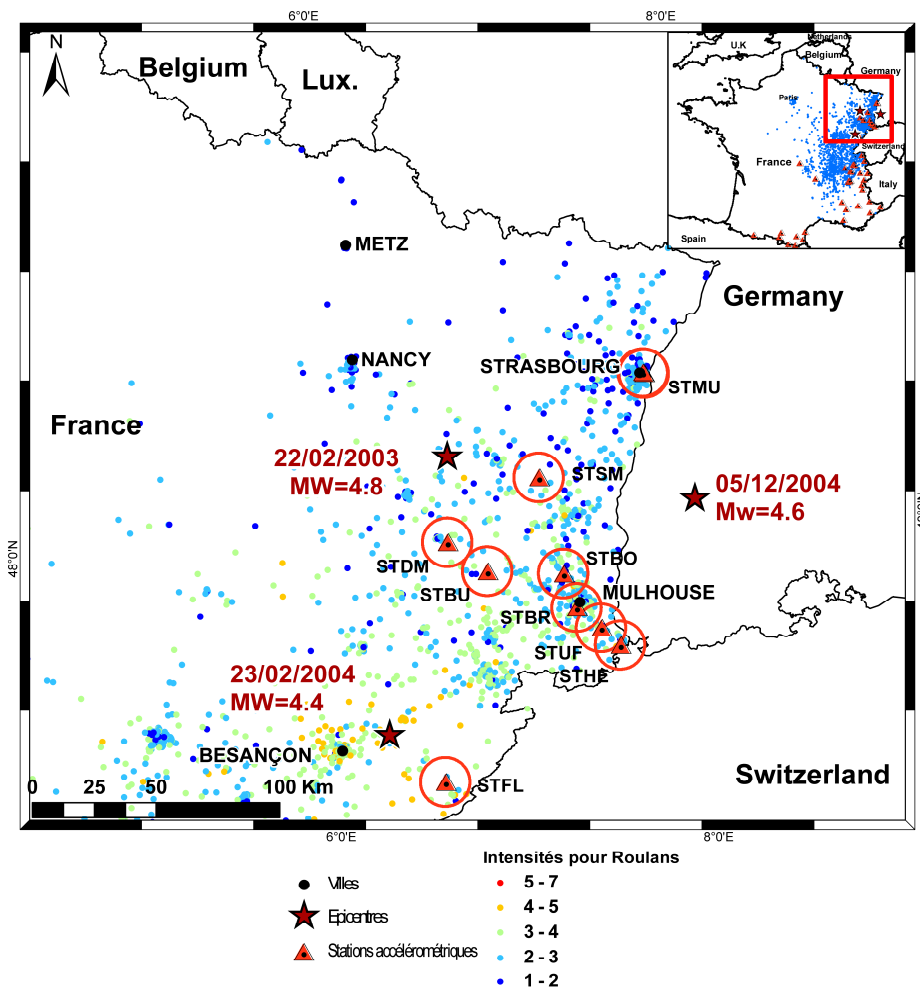 6°0'E
8°0'E
N
Belgium
Lux.
U.K
Netherlands
Belgium
Germany
Paris
Switzerland
France
Italy
Spain
METZ
Germany
NANCY
STRASBOURG
STMU
France
22/02/2003
MW=4.8
STSM
05/12/2004
Mw=4.6
48°0'N
STDM
STBO
STBU
MULHOUSE
STBR
STUF
STHE
23/02/2004
MW=4.4
BESANÇON
STFL
Switzerland
0 25 50 100 Km
6°0'E
8°0'E
Intensités pour Roulans
Villes
Epicentres
Stations accélérométriques
5 - 7
4 - 5
3 - 4
2 - 3
1 - 2